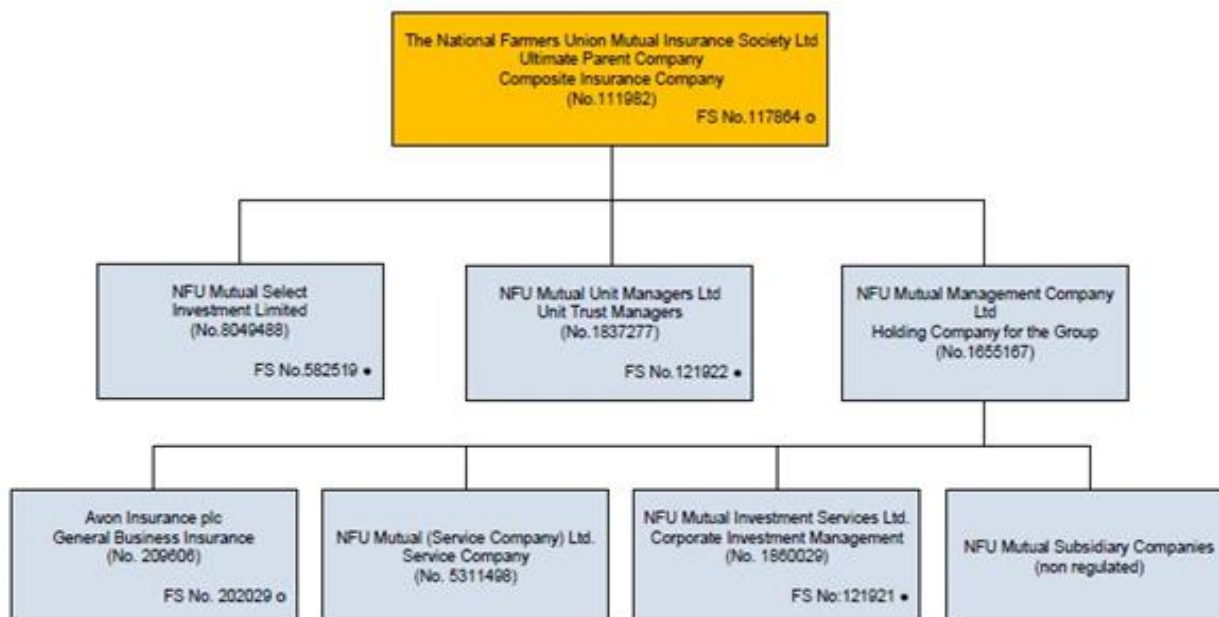 The National Farmers Union Mutual Insurance Society Ltd
Ultimate Parent Company
Composite Insurance Company
(No.111982)
FS No.117864 o
NFU Mutual Select
Investment Limited
(No.8049488)
FS No.582519 ●
NFU Mutual Unit Managers Ltd
Unit Trust Managers
(No.1837277)
FS No.121922 ●
NFU Mutual Management Company
Ltd
Holding Company for the Group
(No.1655167)
Avon Insurance plc
General Business Insurance
(No. 209606)
FS No. 202029 o
NFU Mutual (Service Company) Ltd.
Service Company
(No. 5311498)
NFU Mutual Investment Services Ltd.
Corporate Investment Management
(No. 1860029)
FS No:121921 ●
NFU Mutual Subsidiary Companies
(non regulated)